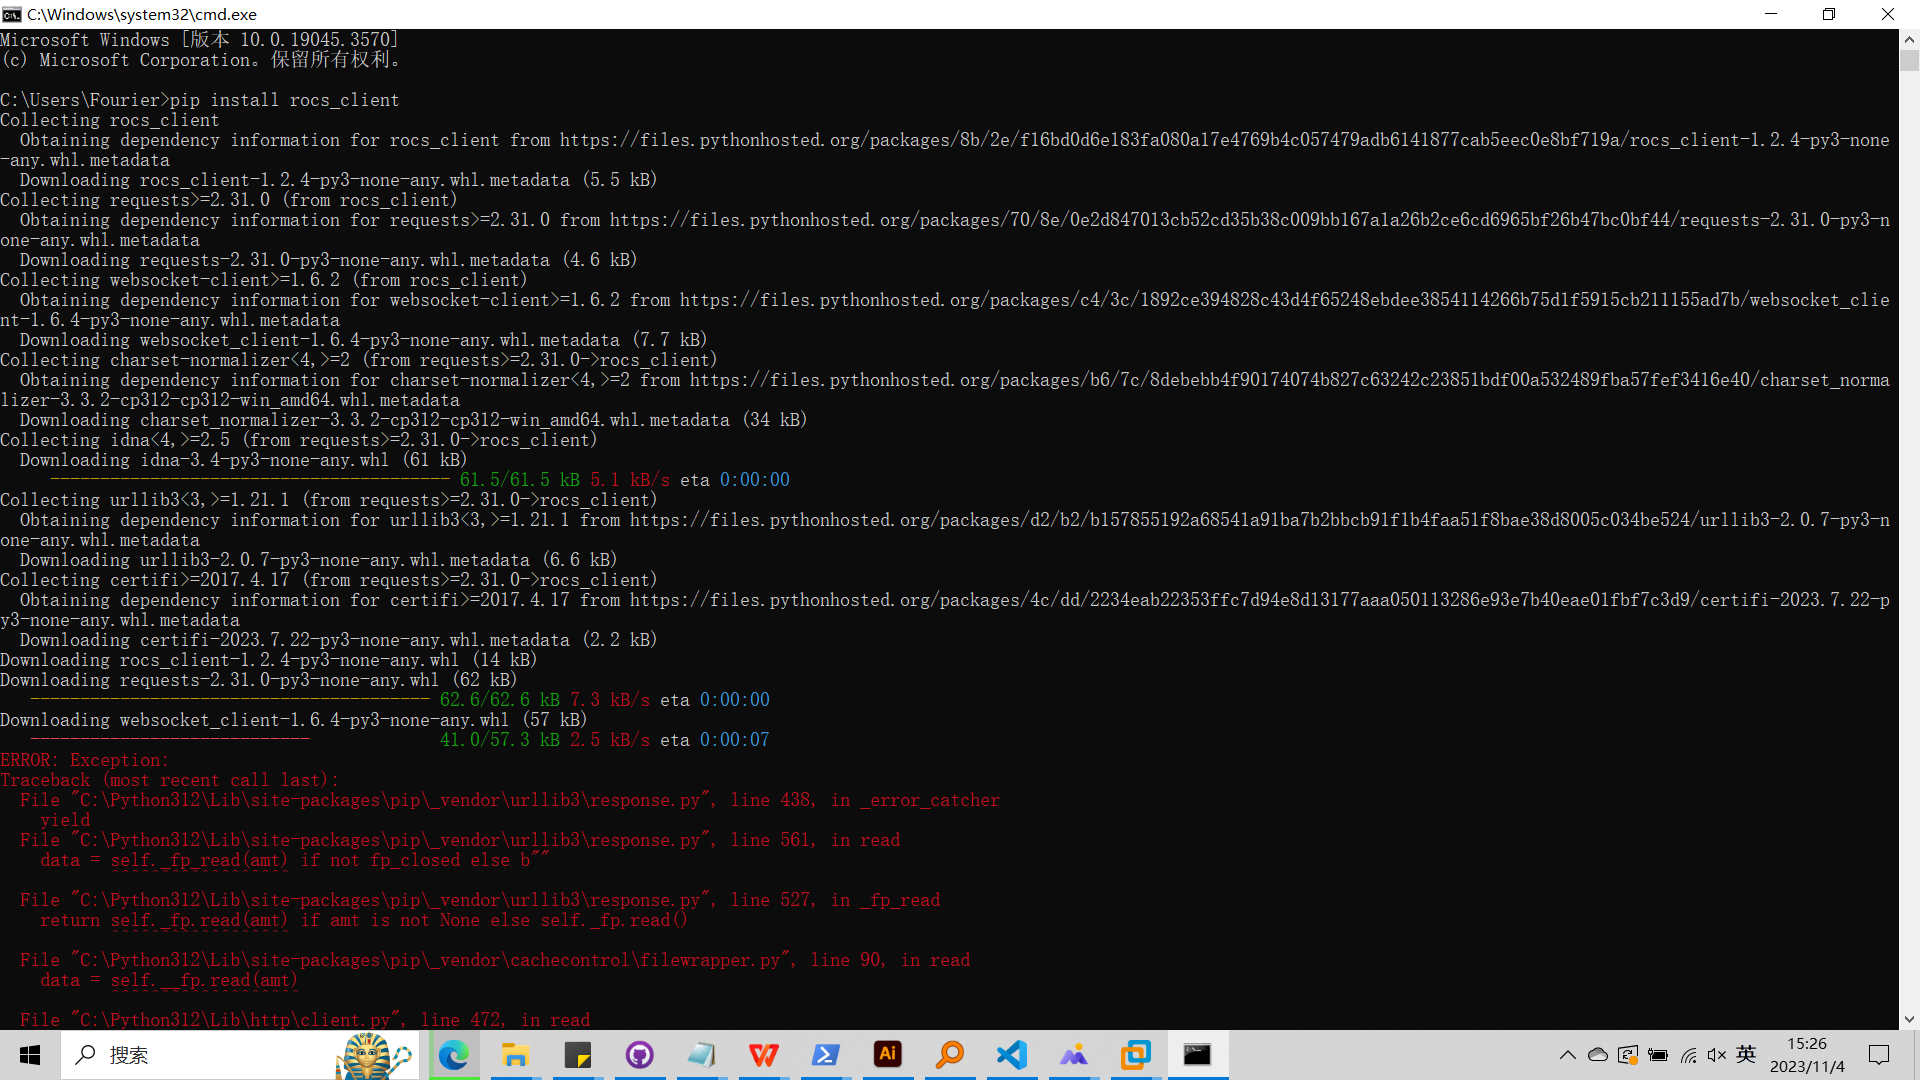 C:\Windows\system32\cmd.exe
Microsoft Windows [版本 10.0.19045.3570]
(c) Microsoft Corporation。保留所有权利。
C:\Users\Fourier>pip install rocs_client
Collecting rocs_client
  Obtaining dependency information for rocs_client from https://files.pythonhosted.org/packages/8b/2e/f16bd0d6e183fa080a17e4769b4c057479adb6141877cab5eec0e8bf719a/rocs_client-1.2.4-py3-none
-any.whl.metadata
  Downloading rocs_client-1.2.4-py3-none-any.whl.metadata (5.5 kB)
Collecting requests>=2.31.0 (from rocs_client)
  Obtaining dependency information for requests>=2.31.0 from https://files.pythonhosted.org/packages/70/8e/0e2d847013cb52cd35b38c009bb167a1a26b2ce6cd6965bf26b47bc0bf44/requests-2.31.0-py3-n
one-any.whl.metadata
  Downloading requests-2.31.0-py3-none-any.whl.metadata (4.6 kB)
Collecting websocket-client>=1.6.2 (from rocs_client)
  Obtaining dependency information for websocket-client>=1.6.2 from https://files.pythonhosted.org/packages/c4/3c/1892ce394828c43d4f65248ebdee3854114266b75d1f5915cb211155ad7b/websocket_clie
nt-1.6.4-py3-none-any.whl.metadata
  Downloading websocket_client-1.6.4-py3-none-any.whl.metadata (7.7 kB)
Collecting charset-normalizer<4,>=2 (from requests>=2.31.0->rocs_client)
  Obtaining dependency information for charset-normalizer<4,>=2 from https://files.pythonhosted.org/packages/b6/7c/8debebb4f90174074b827c63242c23851bdf00a532489fba57fef3416e40/charset_norma
lizer-3.3.2-cp312-cp312-win_amd64.whl.metadata
  Downloading charset_normalizer-3.3.2-cp312-cp312-win_amd64.whl.metadata (34 kB)
Collecting idna<4,>=2.5 (from requests>=2.31.0->rocs_client)
  Downloading idna-3.4-py3-none-any.whl (61 kB)
     ---------------------------------------- 61.5/61.5 kB 5.1 kB/s eta 0:00:00
Collecting urllib3<3,>=1.21.1 (from requests>=2.31.0->rocs_client)
  Obtaining dependency information for urllib3<3,>=1.21.1 from https://files.pythonhosted.org/packages/d2/b2/b157855192a68541a91ba7b2bbcb91f1b4faa51f8bae38d8005c034be524/urllib3-2.0.7-py3-n
one-any.whl.metadata
  Downloading urllib3-2.0.7-py3-none-any.whl.metadata (6.6 kB)
Collecting certifi>=2017.4.17 (from requests>=2.31.0->rocs_client)
  Obtaining dependency information for certifi>=2017.4.17 from https://files.pythonhosted.org/packages/4c/dd/2234eab22353ffc7d94e8d13177aaa050113286e93e7b40eae01fbf7c3d9/certifi-2023.7.22-p
y3-none-any.whl.metadata
  Downloading certifi-2023.7.22-py3-none-any.whl.metadata (2.2 kB)
Downloading rocs_client-1.2.4-py3-none-any.whl (14 kB)
Downloading requests-2.31.0-py3-none-any.whl (62 kB)
   ---------------------------------------- 62.6/62.6 kB 7.3 kB/s eta 0:00:00
Downloading websocket_client-1.6.4-py3-none-any.whl (57 kB)
   ----------------------------             41.0/57.3 kB 2.5 kB/s eta 0:00:07
ERROR: Exception:
Traceback (most recent call last):
  File "C:\Python312\Lib\site-packages\pip\_vendor\urllib3\response.py", line 438, in _error_catcher
    yield
  File "C:\Python312\Lib\site-packages\pip\_vendor\urllib3\response.py", line 561, in read
    data = self._fp_read(amt) if not fp_closed else b""
           ^^^^^^^^^^^^^^^^^^
  File "C:\Python312\Lib\site-packages\pip\_vendor\urllib3\response.py", line 527, in _fp_read
    return self._fp.read(amt) if amt is not None else self._fp.read()
           ^^^^^^^^^^^^^^^^^^
  File "C:\Python312\Lib\site-packages\pip\_vendor\cachecontrol\filewrapper.py", line 90, in read
    data = self.__fp.read(amt)
           ^^^^^^^^^^^^^^^^^^^
  File "C:\Python312\Lib\http\client.py", line 472, in read
搜索
Ai
英
15:26
2023/11/4